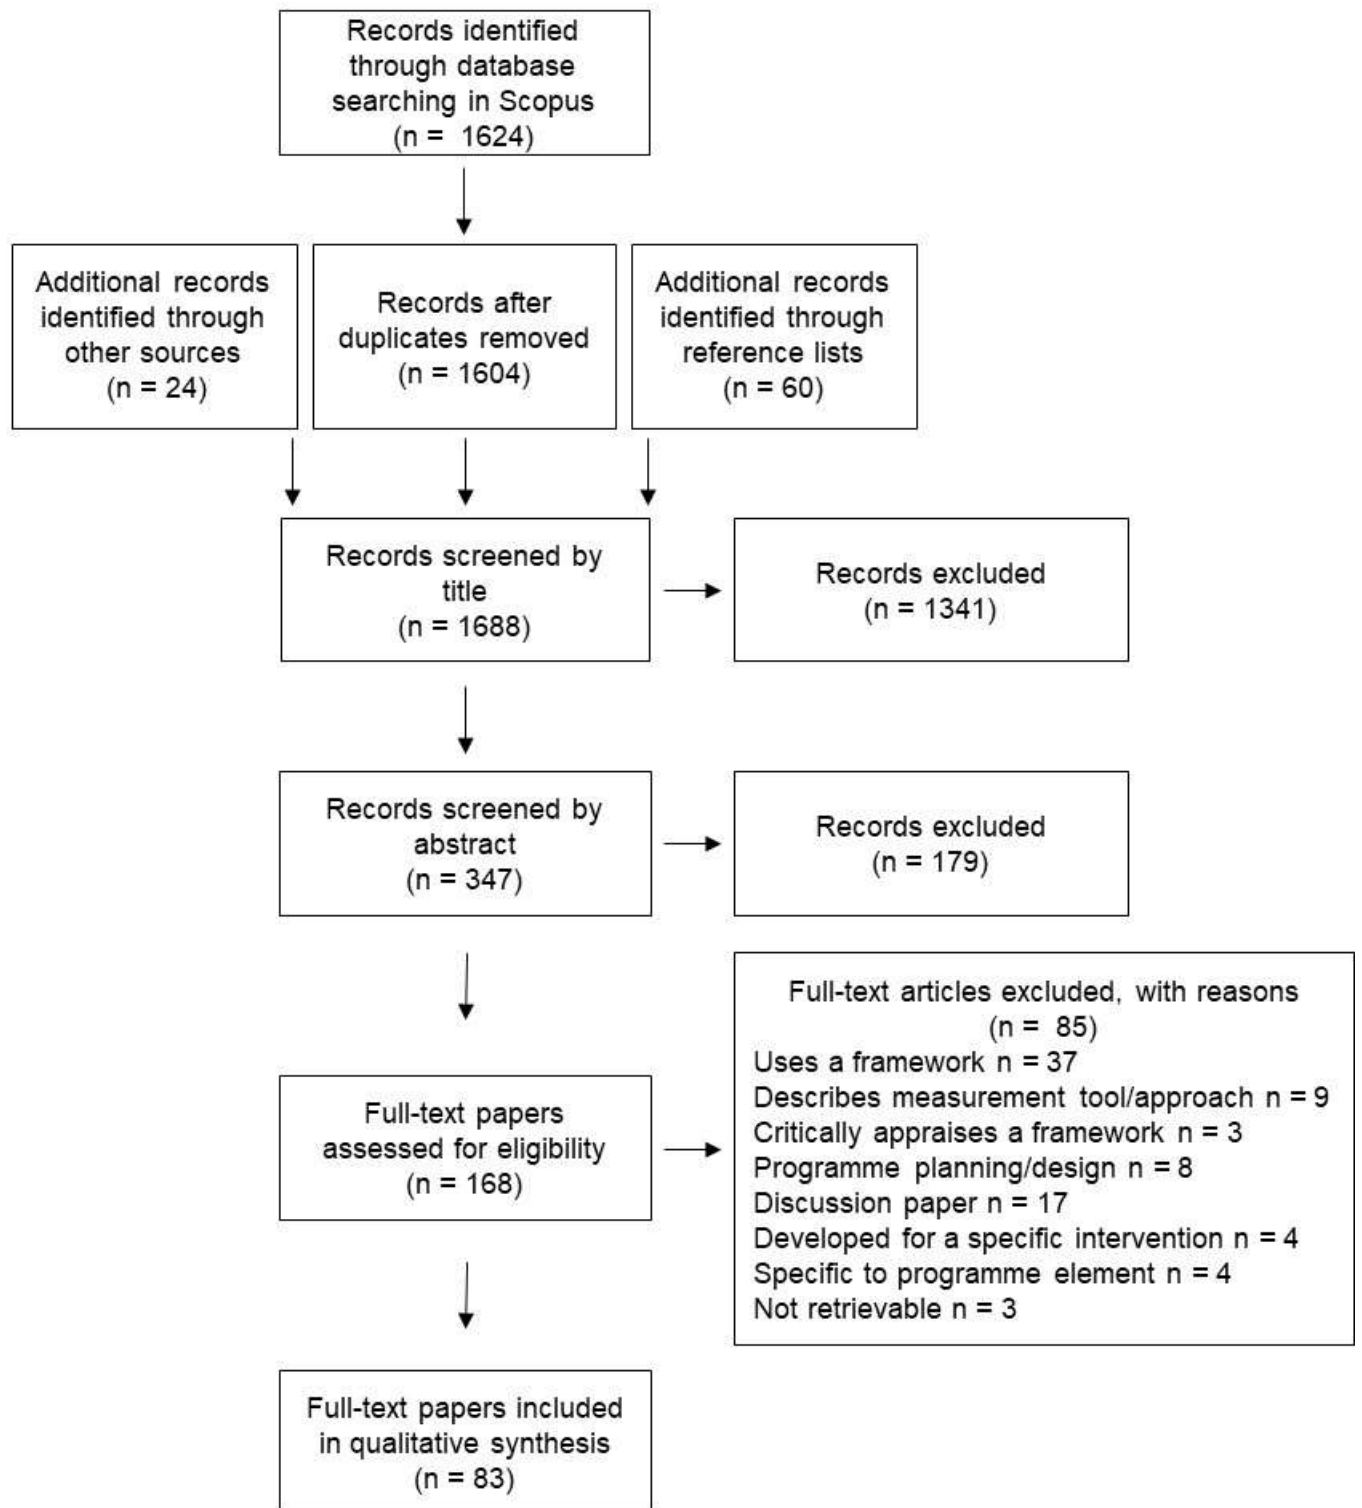 Records identified
through database
searching in Scopus
(n = 1624)
Additional records
identified through
other sources
(n = 24)
Records after
duplicates removed
(n = 1604)
Additional records
identified through
reference lists
(n = 60)
Records screened by
title
(n = 1688)
Records excluded
(n = 1341)
Records screened by
abstract
(n = 347)
Records excluded
(n = 179)
Full-text papers
assessed for eligibility
(n = 168)
Full-text articles excluded, with reasons
(n = 85)
Uses a framework n = 37
Describes measurement tool/approach n = 9
Critically appraises a framework n = 3
Programme planning/design n = 8
Discussion paper n = 17
Developed for a specific intervention n = 4
Specific to programme element n = 4
Not retrievable n = 3
Full-text papers included
in qualitative synthesis
(n = 83)